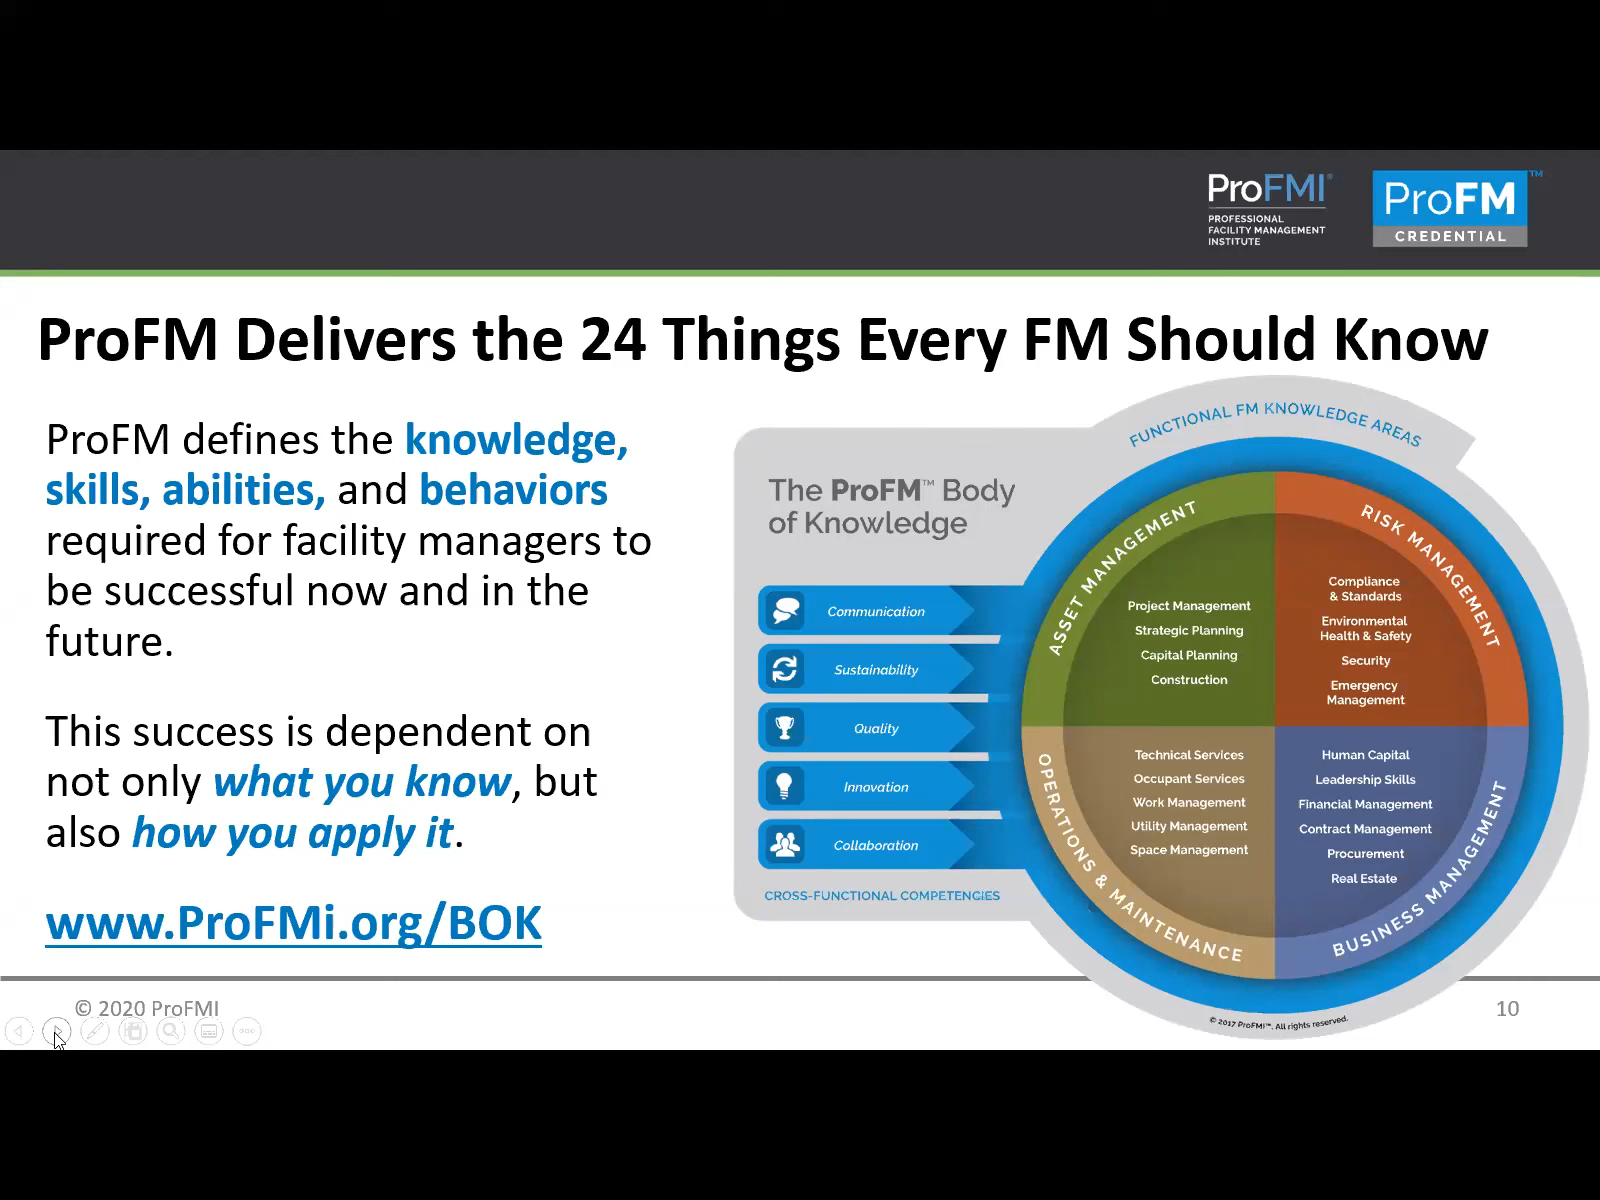 ProFMI®
PROFESSIONAL
FACILITY MANAGEMENT
INSTITUTE
ProFM™
CREDENTIAL
ProFM Delivers the 24 Things Every FM Should Know
ProFM defines the knowledge,
skills, abilities, and behaviors
required for facility managers to
be successful now and in the
future.
This success is dependent on
not only what you know, but
also how you apply it.
www.ProFMi.org/BOK
The ProFM™ Body
of Knowledge
Communication
Sustainability
Quality
Innovation
Collaboration
CROSS-FUNCTIONAL COMPETENCIES
FUNCTIONAL FM KNOWLEDGE AREAS
ASSET MANAGEMENT
Project Management
Strategic Planning
Capital Planning
Construction
RISK MANAGEMENT
Compliance
& Standards
Environmental
Health & Safety
Security
Emergency
Management
OPERATIONS & MAINTENANCE
Technical Services
Occupant Services
Work Management
Utility Management
Space Management
BUSINESS MANAGEMENT
Human Capital
Leadership Skills
Financial Management
Contract Management
Procurement
Real Estate
© 2017 ProFMI™. All rights reserved.
© 2020 ProFMI
10